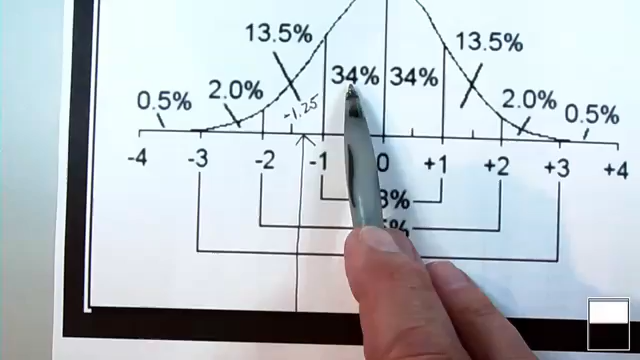 13.5% 13.5%
34% 34%
0.5% 2.0% -1.25 2.0% 0.5%
-4 -3 -2 -1 0 +1 +2 +3 +4
8%